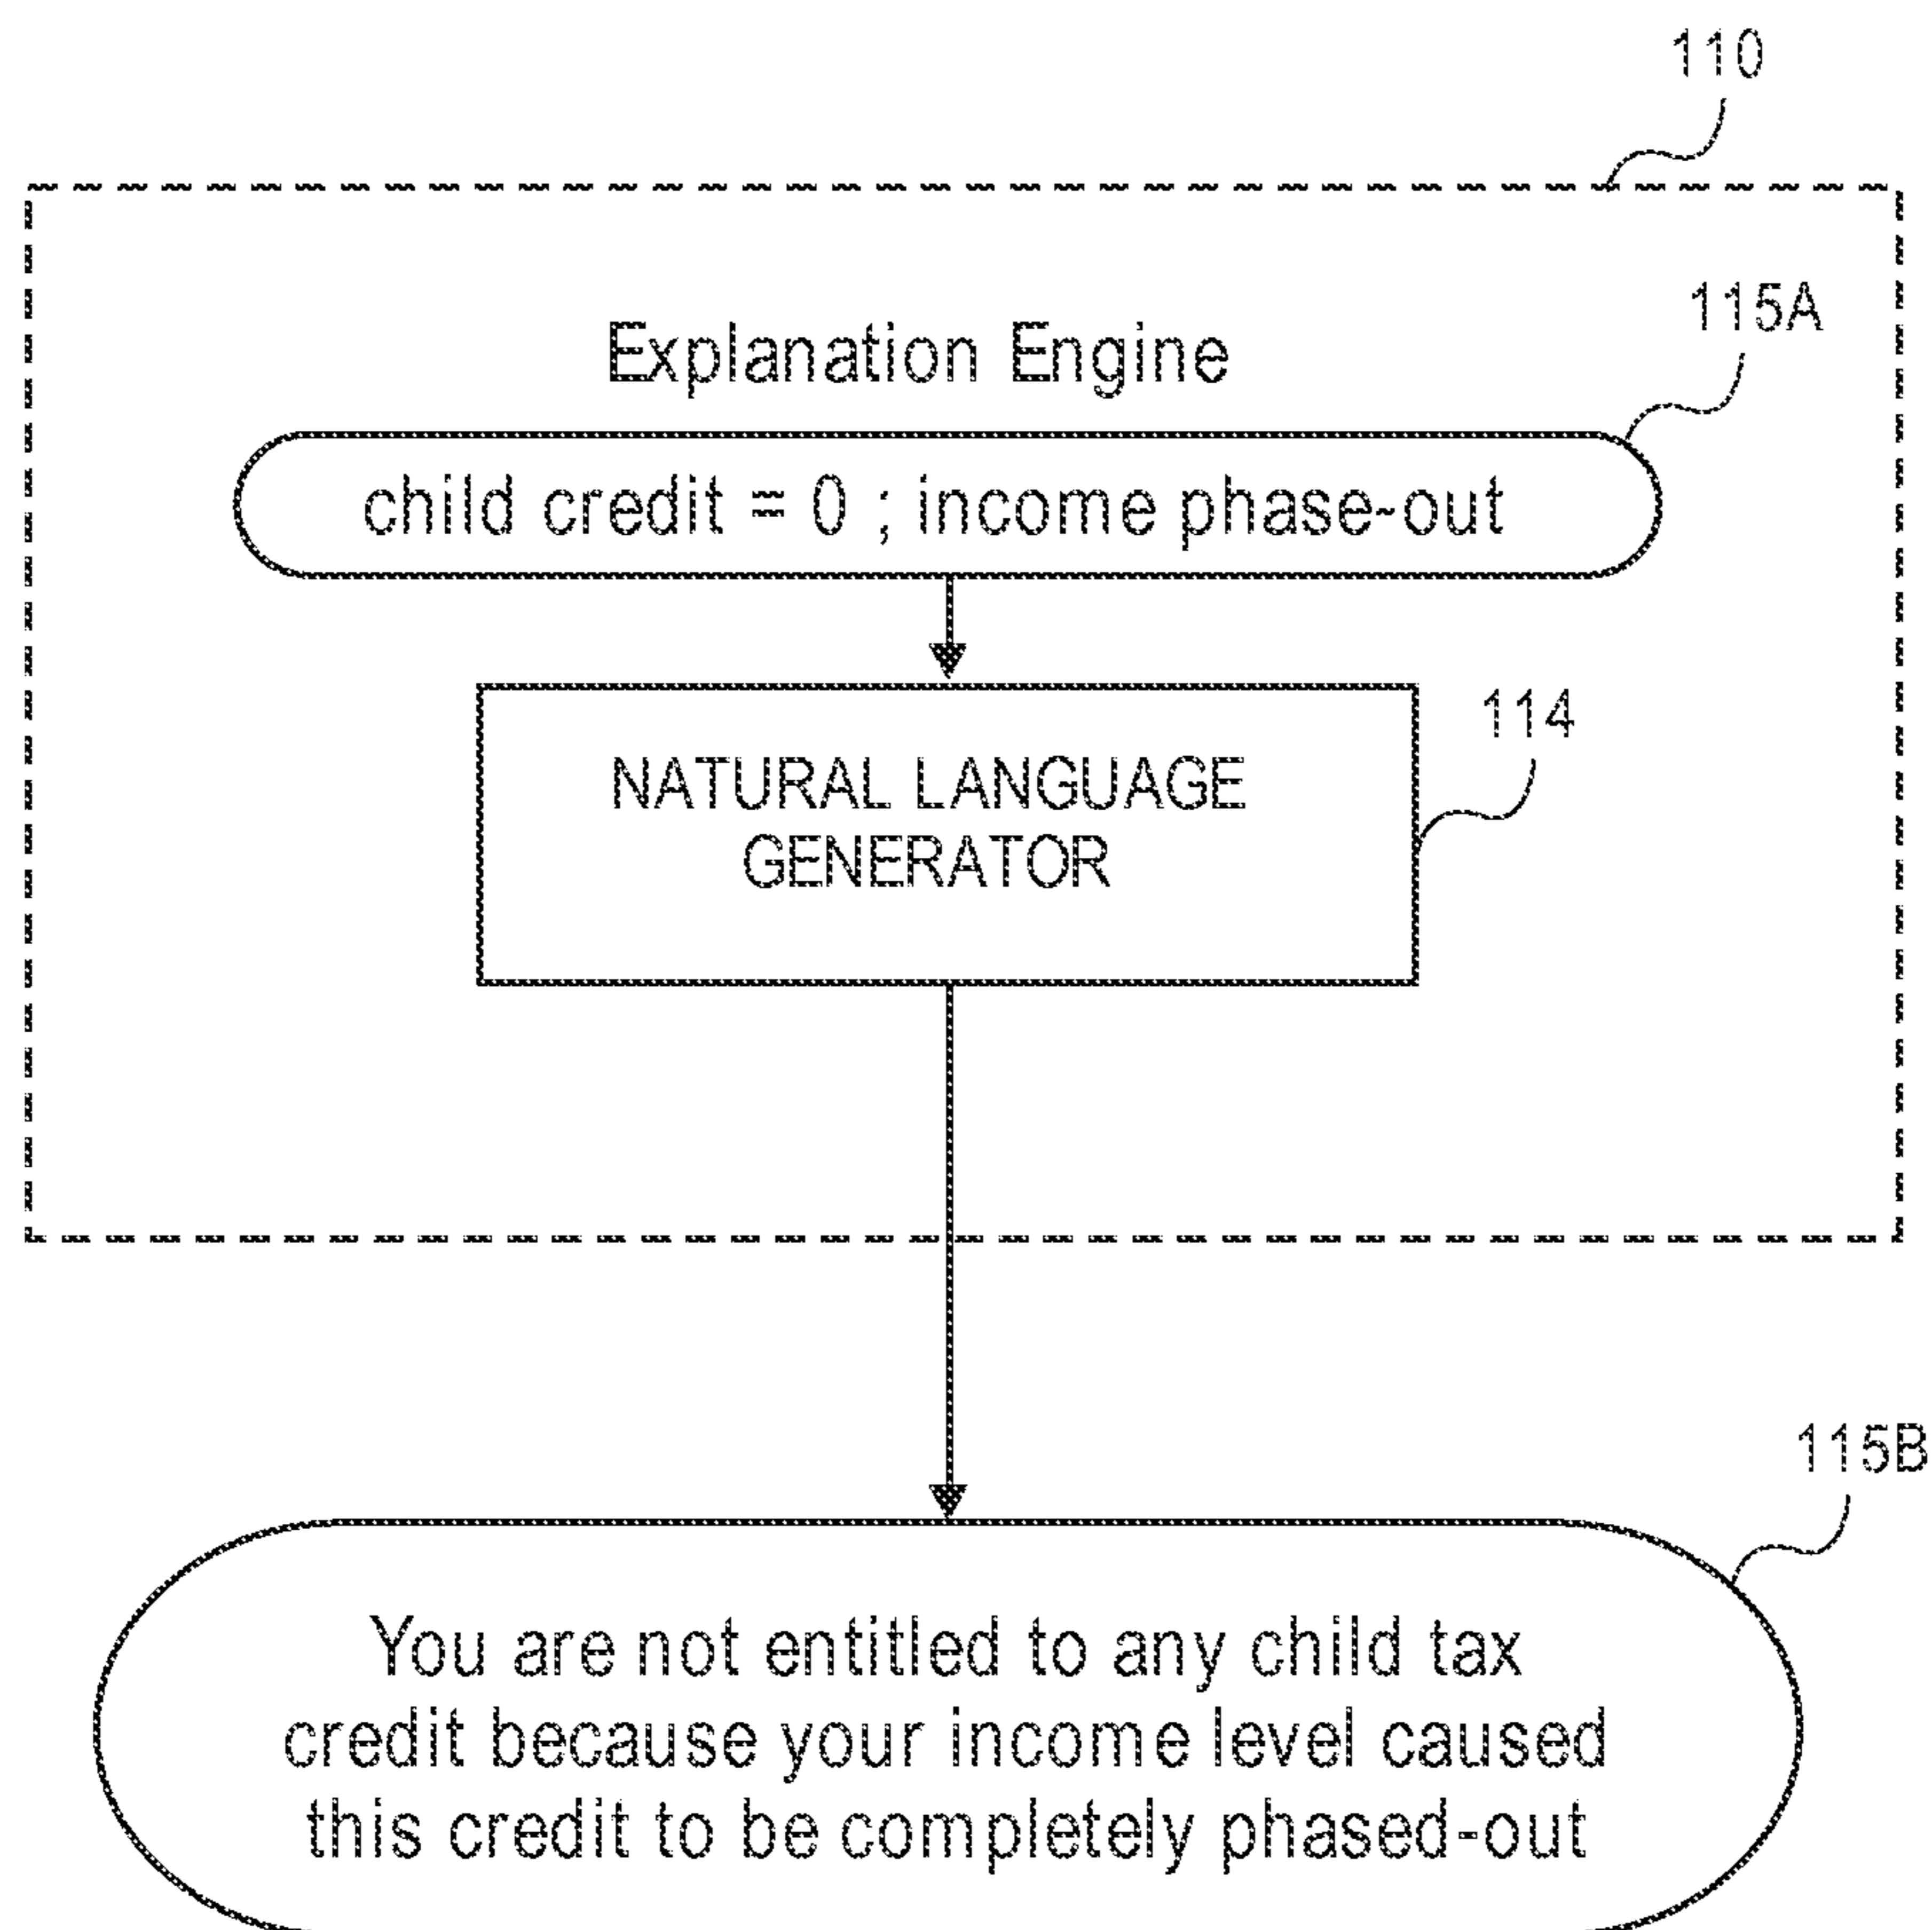 110
115A
Explanation Engine
child credit = 0 ; income phase-out
114
NATURAL LANGUAGE
GENERATOR
115B
You are not entitled to any child tax
credit because your income level caused
this credit to be completely phased-out